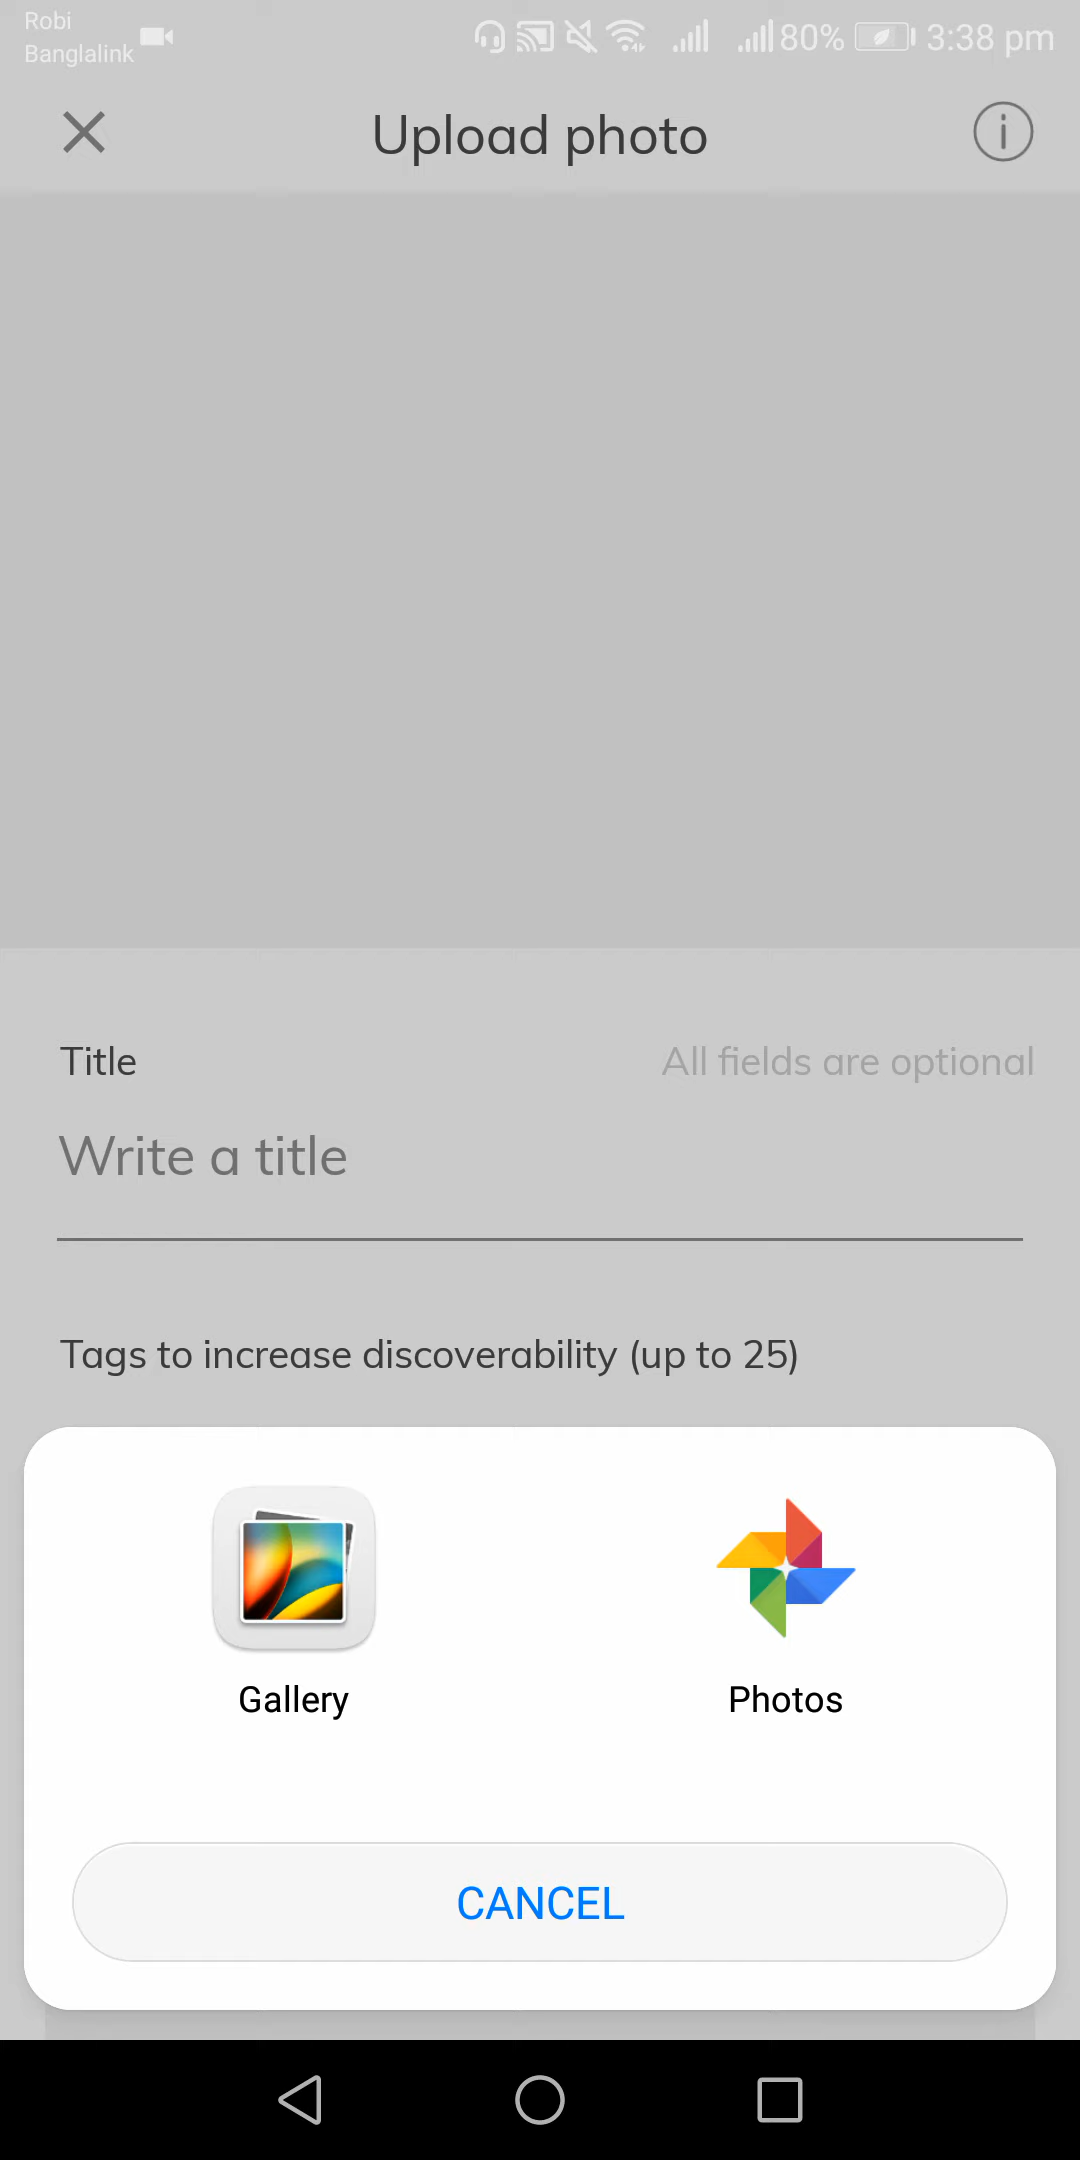 Robi
Banglalink
80% 3:38 pm
Upload photo
Title
All fields are optional
Write a title
Tags to increase discoverability (up to 25)
Gallery
Photos
CANCEL